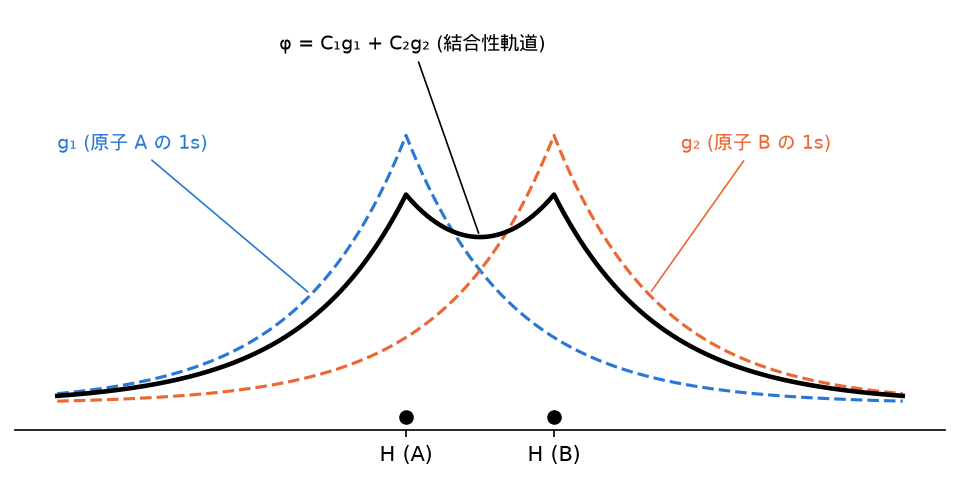 φ = C₁g₁ + C₂g₂ (結合性軌道)
g₁ (原子 A の 1s)
g₂ (原子 B の 1s)
H (A)
H (B)